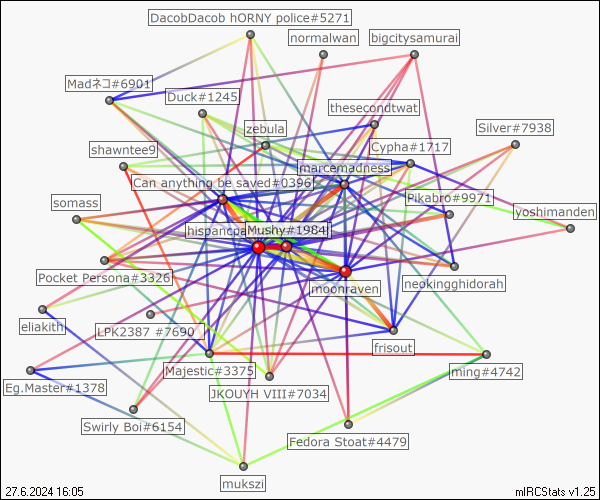 DacobDacob hORNY police#5271
normalwan
bigcitysamurai
Madネコ#6901
Duck#1245
thesecondtwat
zebula
Silver#7938
shawntee9
Cypha#1717
marcemadness
Can anything be saved#0396
Pikabro#9971
somass
yoshimanden
Mushy#1984
Pocket Persona#3326
neokingghidorah
moonraven
eliakith
LPK2387 #7690
frisout
Majestic#3375
ming#4742
Eg.Master#1378
JKOUYH VIII#7034
Swirly Boi#6154
Fedora Stoat#4479
mukszi
27.6.2024 16:05
mIRCStats v1.25